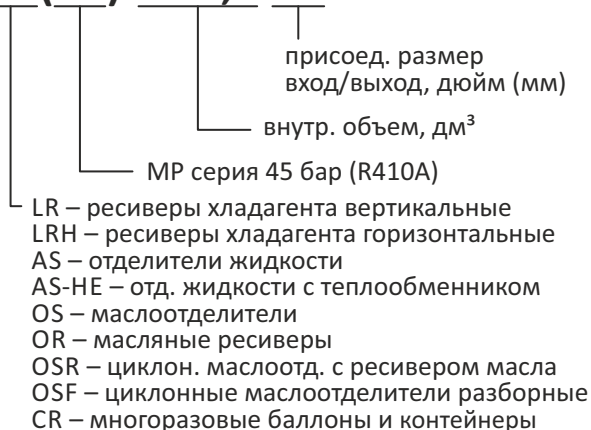 присоед. размер
вход/выход, дюйм (мм)
внутр. объем, дм³
MP серия 45 бар (R410A)
LR – ресиверы хладагента вертикальные
LRH – ресиверы хладагента горизонтальные
AS – отделители жидкости
AS-HE – отд. жидкости с теплообменником
OS – маслоотделители
OR – масляные ресиверы
OSR – циклон. маслоотд. с ресивером масла
OSF – циклонные маслоотделители разборные
CR – многоразовые баллоны и контейнеры